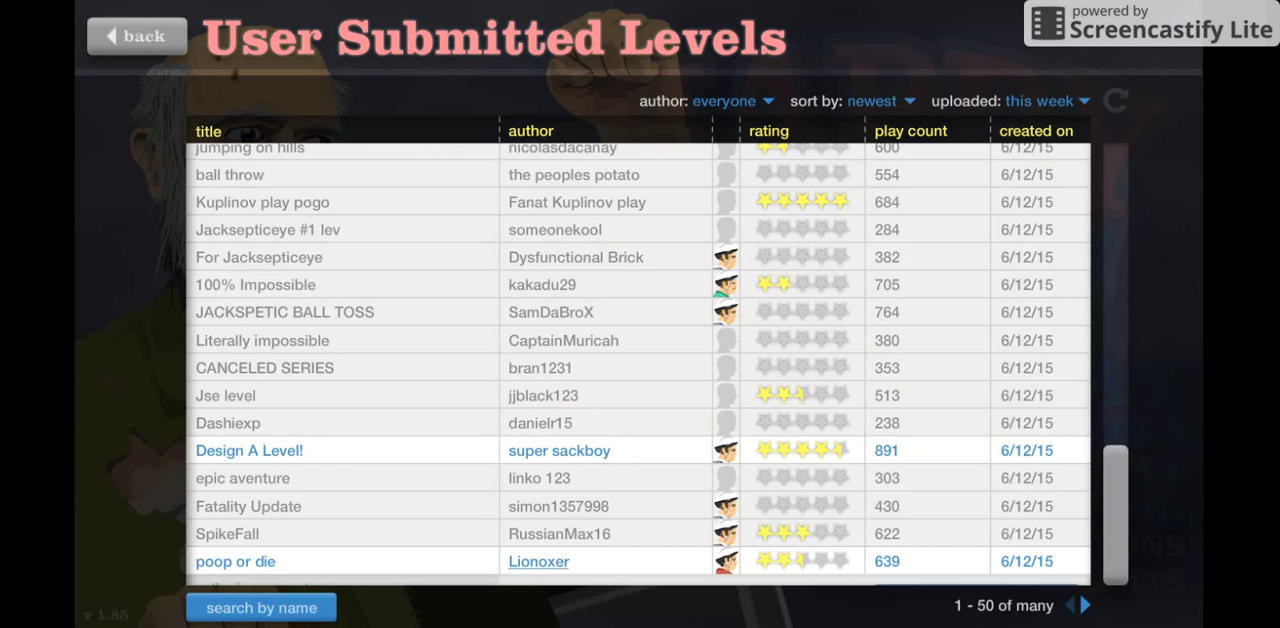 back
User Submitted Levels
powered by
Screencastify Lite
author: everyone sort by: newest uploaded: this week
title author rating play count created on
jumping on hills nicolasdacanay 600 6/12/15
ball throw the peoples potato 554 6/12/15
Kuplinov play pogo Fanat Kuplinov play 684 6/12/15
Jacksepticeye #1 lev someonekool 284 6/12/15
For Jacksepticeye Dysfunctional Brick 382 6/12/15
100% Impossible kakadu29 705 6/12/15
JACKSPETIC BALL TOSS SamDaBroX 764 6/12/15
Literally impossible CaptainMuricah 380 6/12/15
CANCELED SERIES bran1231 353 6/12/15
Jse level jjblack123 513 6/12/15
Dashiexp danielr15 238 6/12/15
Design A Level! super sackboy 891 6/12/15
epic aventure linko 123 303 6/12/15
Fatality Update simon1357998 430 6/12/15
SpikeFall RussianMax16 622 6/12/15
poop or die Lionoxer 639 6/12/15
search by name 1 - 50 of many
v 1.85